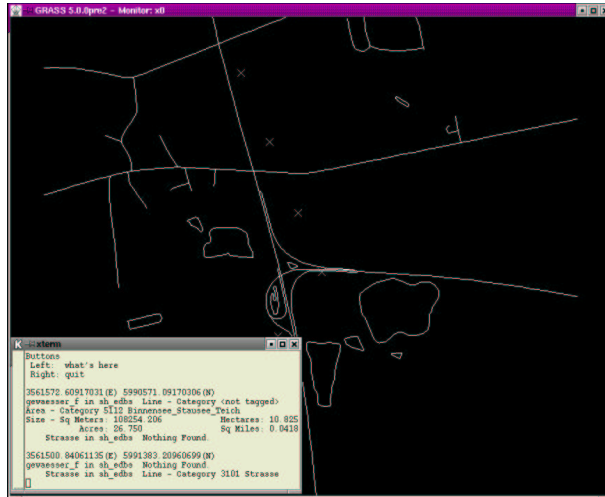 GRASS 5.0.0pre2 - Monitor: x0
xterm
Buttons
Left: what's here
Right: quit
3561572.60917031(E) 5990571.09170306(N)
gewaesser_f in sh_edbs Line - Category <not tagged>
Area - Category 5112 Binnensee_Stausee_Teich
Size - Sq Meters: 108254.206 Hectares: 10.825
Acres: 26.750 Sq Miles: 0.0418
Strasse in sh_edbs Nothing Found.
3561500.84061135(E) 5991383.20960699(N)
gewaesser_f in sh_edbs Nothing Found.
Strasse in sh_edbs Line - Category 3101 Strasse